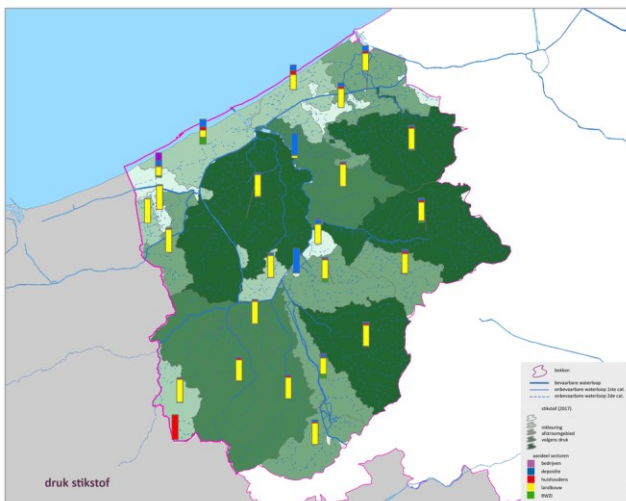 bekken
bevaarbare waterloop
onbevaarbare waterloop 1ste cat.
onbevaarbare waterloop 2de cat.
stikstof (2017)
inkleuring
afstroomgebied
volgens druk
aandeel sectoren
bedrijven
depositie
huishoudens
landbouw
RWZI
druk stikstof